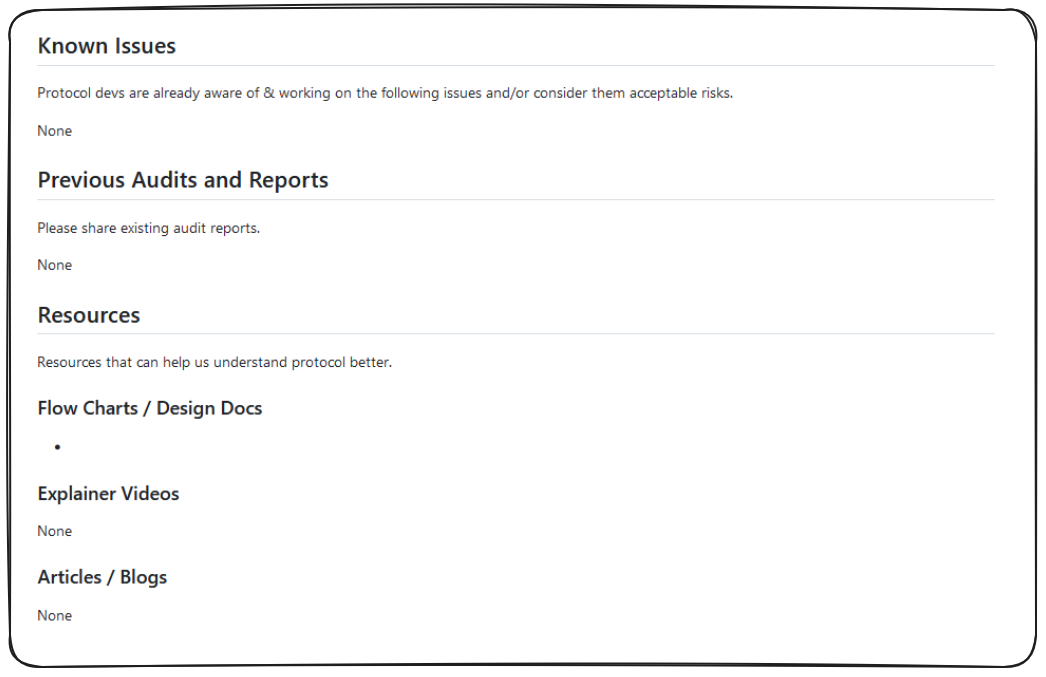 Known Issues
Protocol devs are already aware of & working on the following issues and/or consider them acceptable risks.
None
Previous Audits and Reports
Please share existing audit reports.
None
Resources
Resources that can help us understand protocol better.
Flow Charts / Design Docs
•
Explainer Videos
None
Articles / Blogs
None